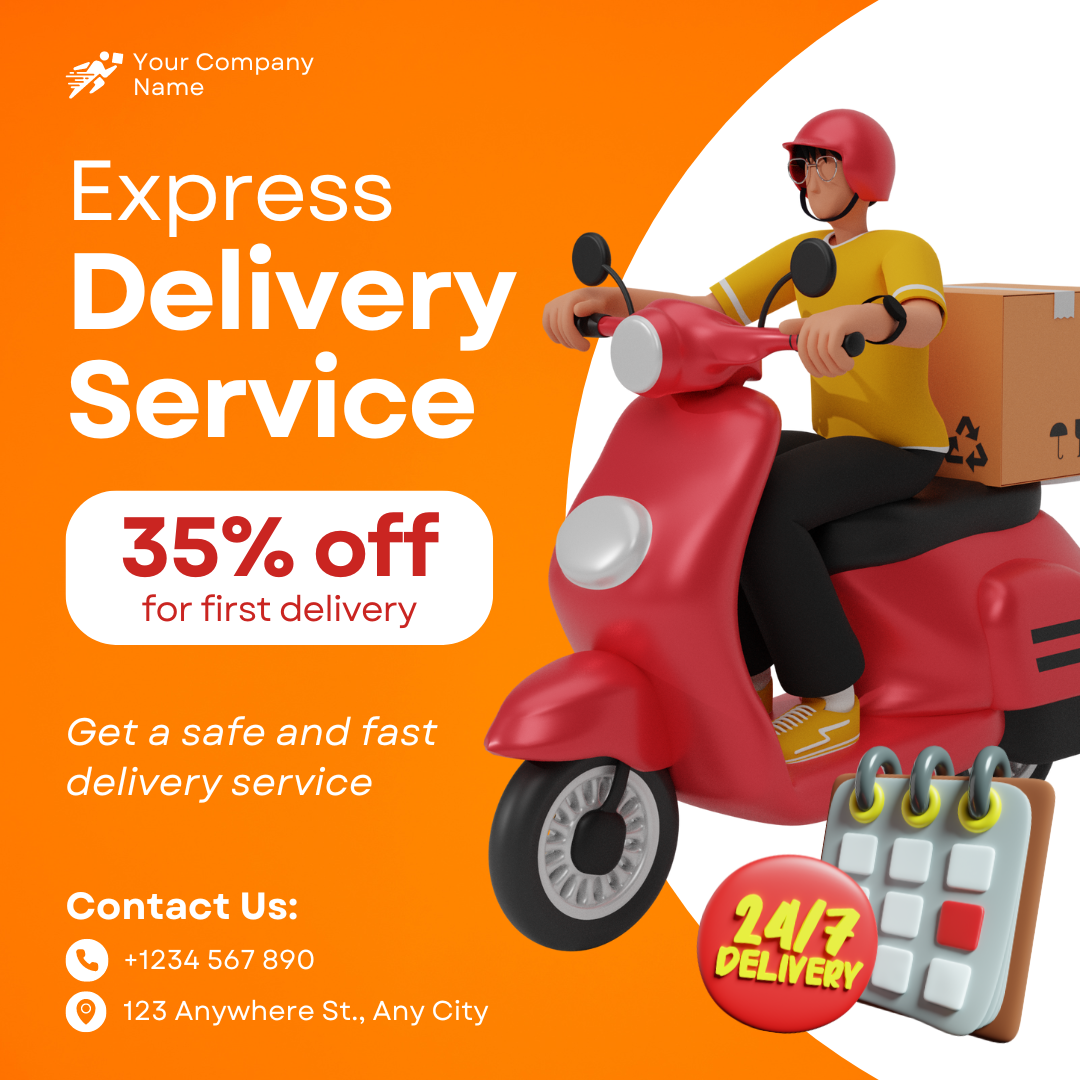 Your Company
Name
Express
Delivery
Service
35% off
for first delivery
Get a safe and fast
delivery service
Contact Us:
+1234 567 890
123 Anywhere St., Any City
24/7
DELIVERY